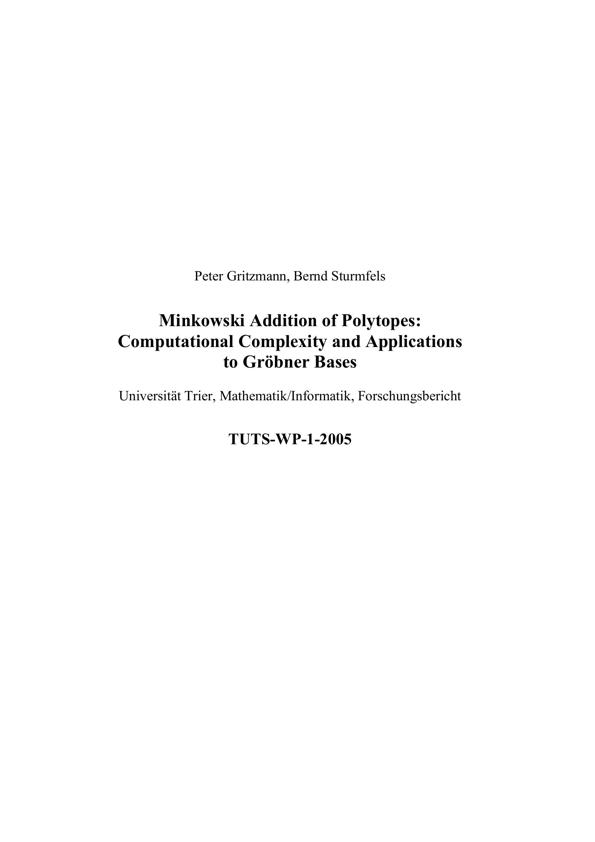 Peter Gritzmann, Bernd Sturmfels
Minkowski Addition of Polytopes:
Computational Complexity and Applications
to Gröbner Bases
Universität Trier, Mathematik/Informatik, Forschungsbericht
TUTS-WP-1-2005